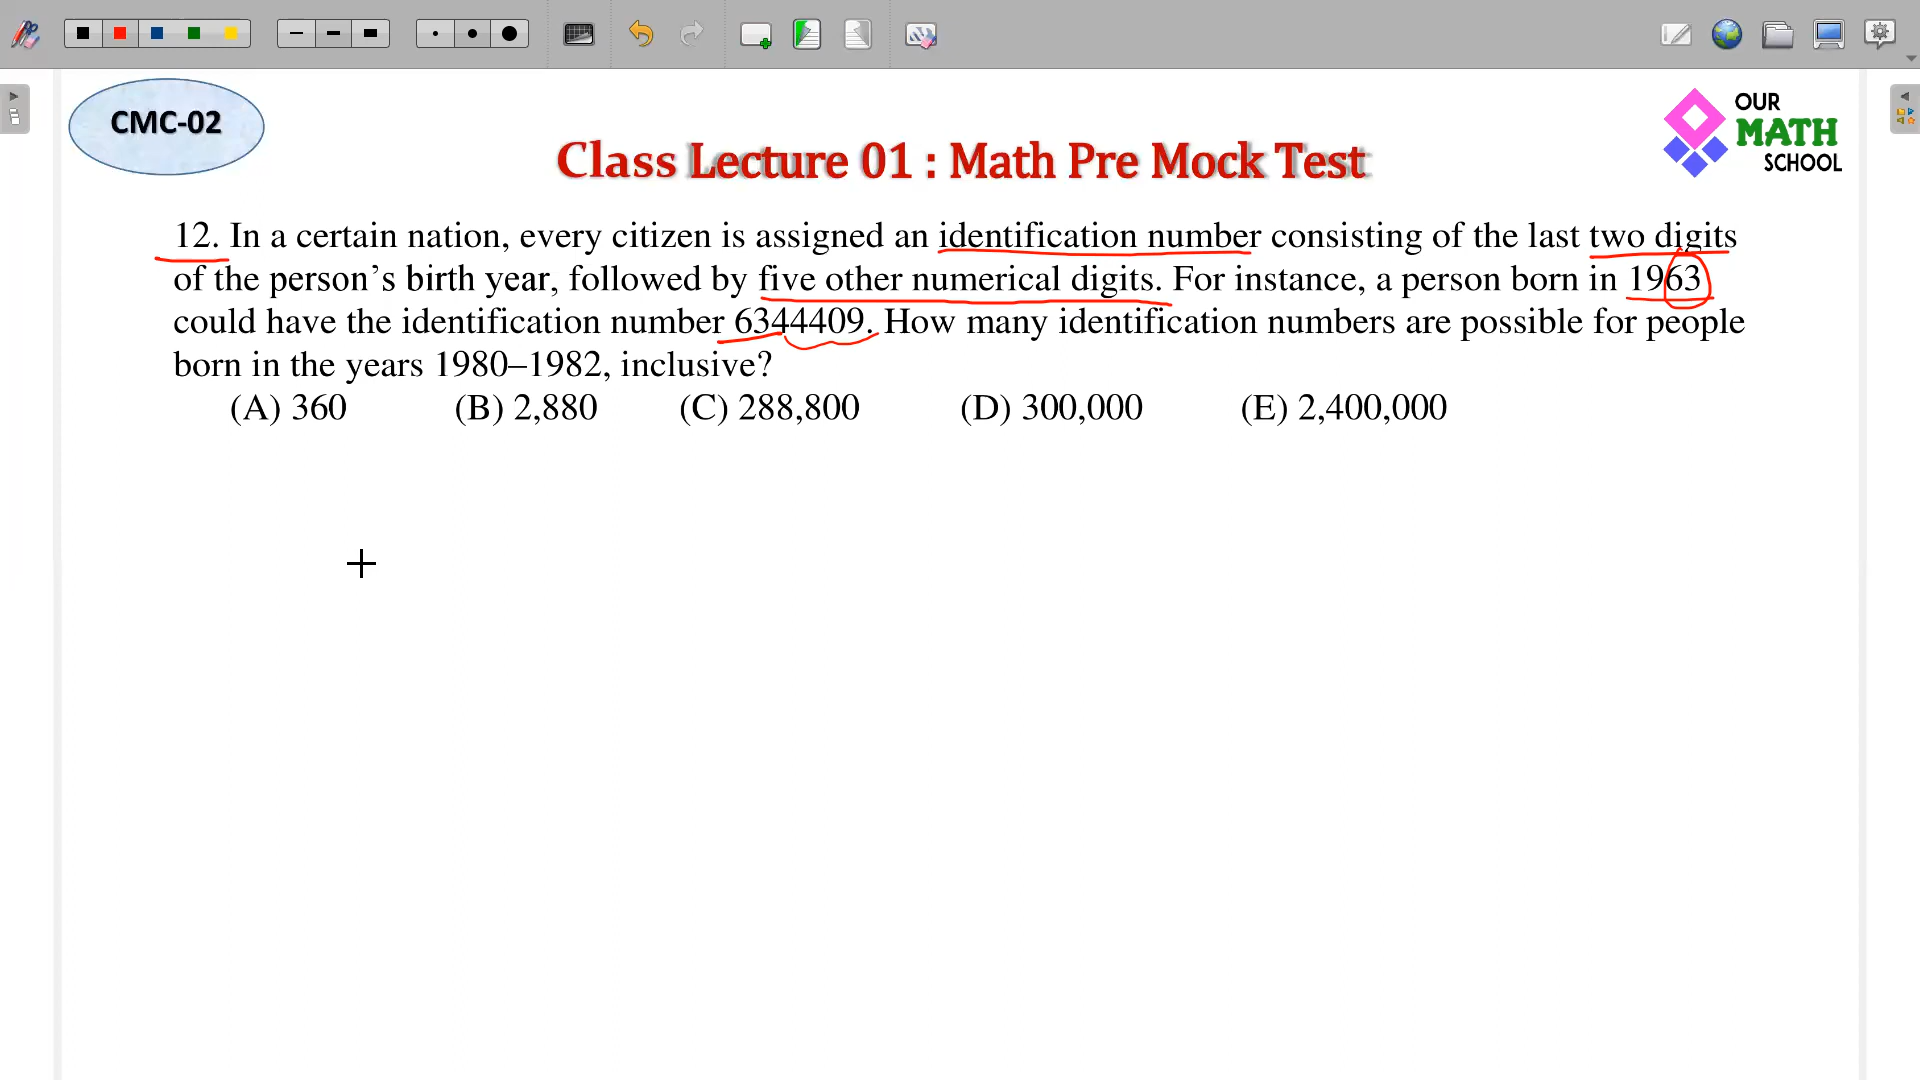 CMC-02
OUR
MATH
SCHOOL
Class Lecture 01 : Math Pre Mock Test
12. In a certain nation, every citizen is assigned an identification number consisting of the last two digits
of the person’s birth year, followed by five other numerical digits. For instance, a person born in 1963
could have the identification number 6344409. How many identification numbers are possible for people
born in the years 1980–1982, inclusive?
(A) 360 (B) 2,880 (C) 288,800 (D) 300,000 (E) 2,400,000